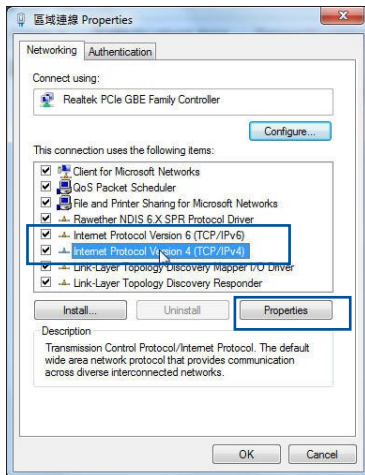 區域連線 Properties
Networking Authentication
Connect using:
Realtek PCIe GBE Family Controller
Configure...
This connection uses the following items:
Client for Microsoft Networks
QoS Packet Scheduler
File and Printer Sharing for Microsoft Networks
Rawether NDIS 6.X SPR Protocol Driver
Internet Protocol Version 6 (TCP/IPv6)
Internet Protocol Version 4 (TCP/IPv4)
Link-Layer Topology Discovery Mapper I/O Driver
Link-Layer Topology Discovery Responder
Install... Uninstall Properties
Description
Transmission Control Protocol/Internet Protocol. The default
wide area network protocol that provides communication
across diverse interconnected networks.
OK Cancel